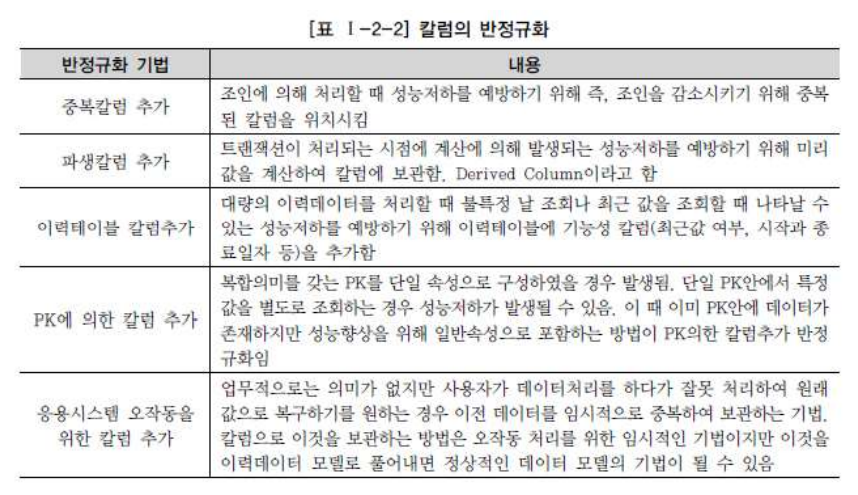 [표 Ⅰ-2-2] 칼럼의 반정규화
반정규화 기법
내용
중복칼럼 추가
조인에 의해 처리할 때 성능저하를 예방하기 위해 즉, 조인을 감소시키기 위해 중복
된 칼럼을 위치시킴
파생칼럼 추가
트랜잭션이 처리되는 시점에 계산에 의해 발생되는 성능저하를 예방하기 위해 미리
값을 계산하여 칼럼에 보관함. Derived Column이라고 함
이력테이블 칼럼추가
대량의 이력데이터를 처리할 때 불특정 날 조회나 최근 값을 조회할 때 나타날 수
있는 성능저하를 예방하기 위해 이력테이블에 기능성 칼럼(최근값 여부, 시작과 종
료일자 등)을 추가함
PK에 의한 칼럼 추가
복합의미를 갖는 PK를 단일 속성으로 구성하였을 경우 발생됨. 단일 PK안에서 특정
값을 별도로 조회하는 경우 성능저하가 발생될 수 있음. 이 때 이미 PK안에 데이터가
존재하지만 성능향상을 위해 일반속성으로 포함하는 방법이 PK의한 칼럼추가 반정
규화임
응용시스템 오작동을
위한 칼럼 추가
업무적으로는 의미가 없지만 사용자가 데이터처리를 하다가 잘못 처리하여 원래
값으로 복구하기를 원하는 경우 이전 데이터를 임시적으로 중복하여 보관하는 기법.
칼럼으로 이것을 보관하는 방법은 오작동 처리를 위한 임시적인 기법이지만 이것을
이력데이터 모델로 풀어내면 정상적인 데이터 모델의 기법이 될 수 있음